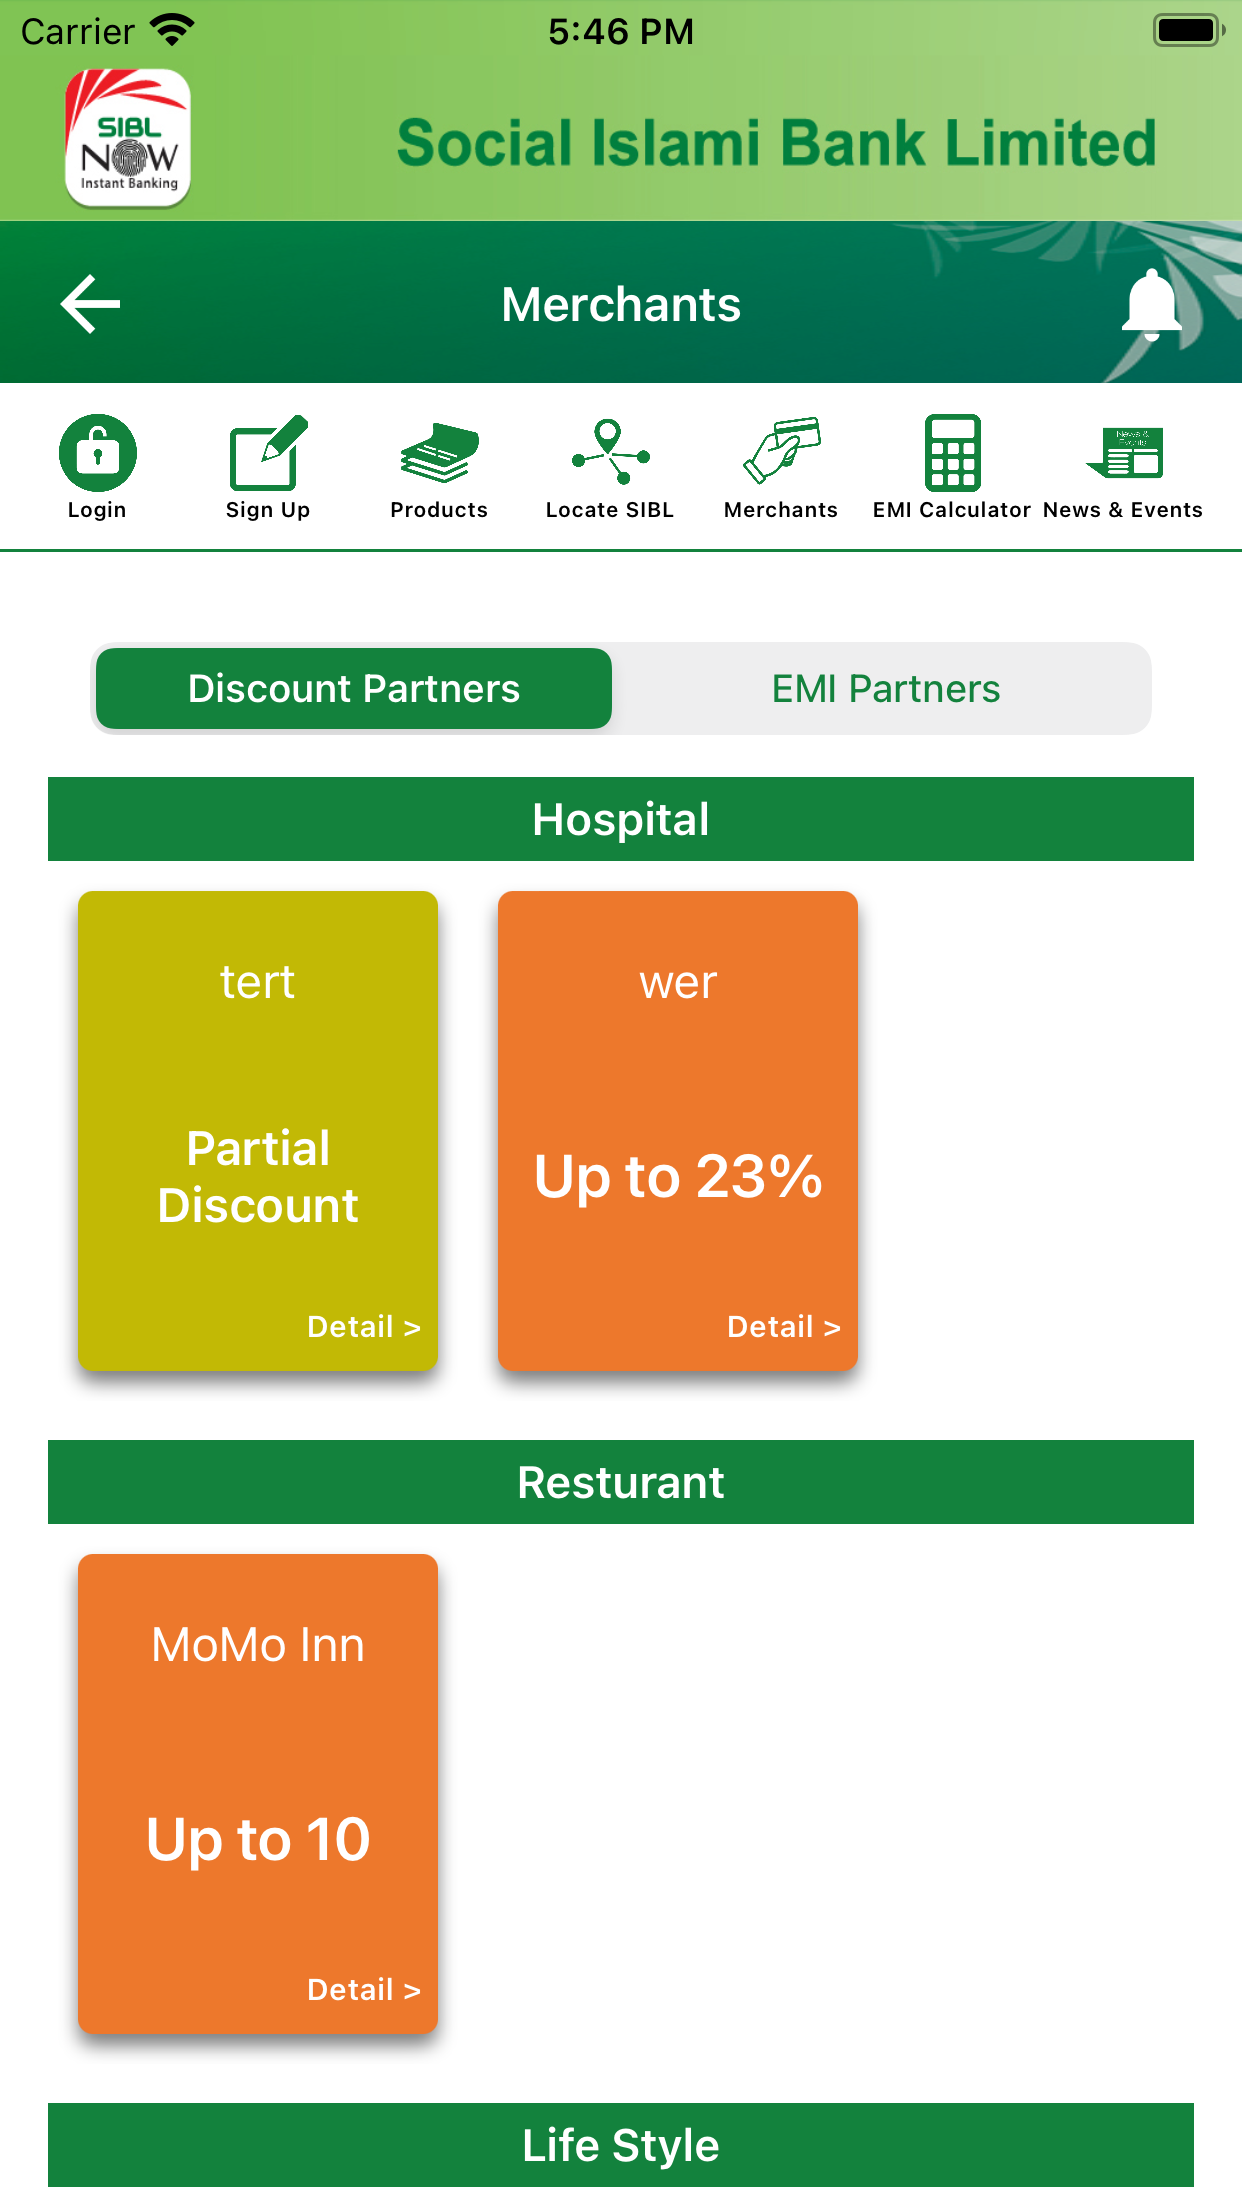 Carrier 5:46 PM
SIBL
NOW
Instant Banking
Social Islami Bank Limited
Merchants
News &
Events
Login Sign Up Products Locate SIBL Merchants EMI Calculator News & Events
Discount Partners EMI Partners
Hospital
tert
Partial
Discount
Detail >
wer
Up to 23%
Detail >
Resturant
MoMo Inn
Up to 10
Detail >
Life Style